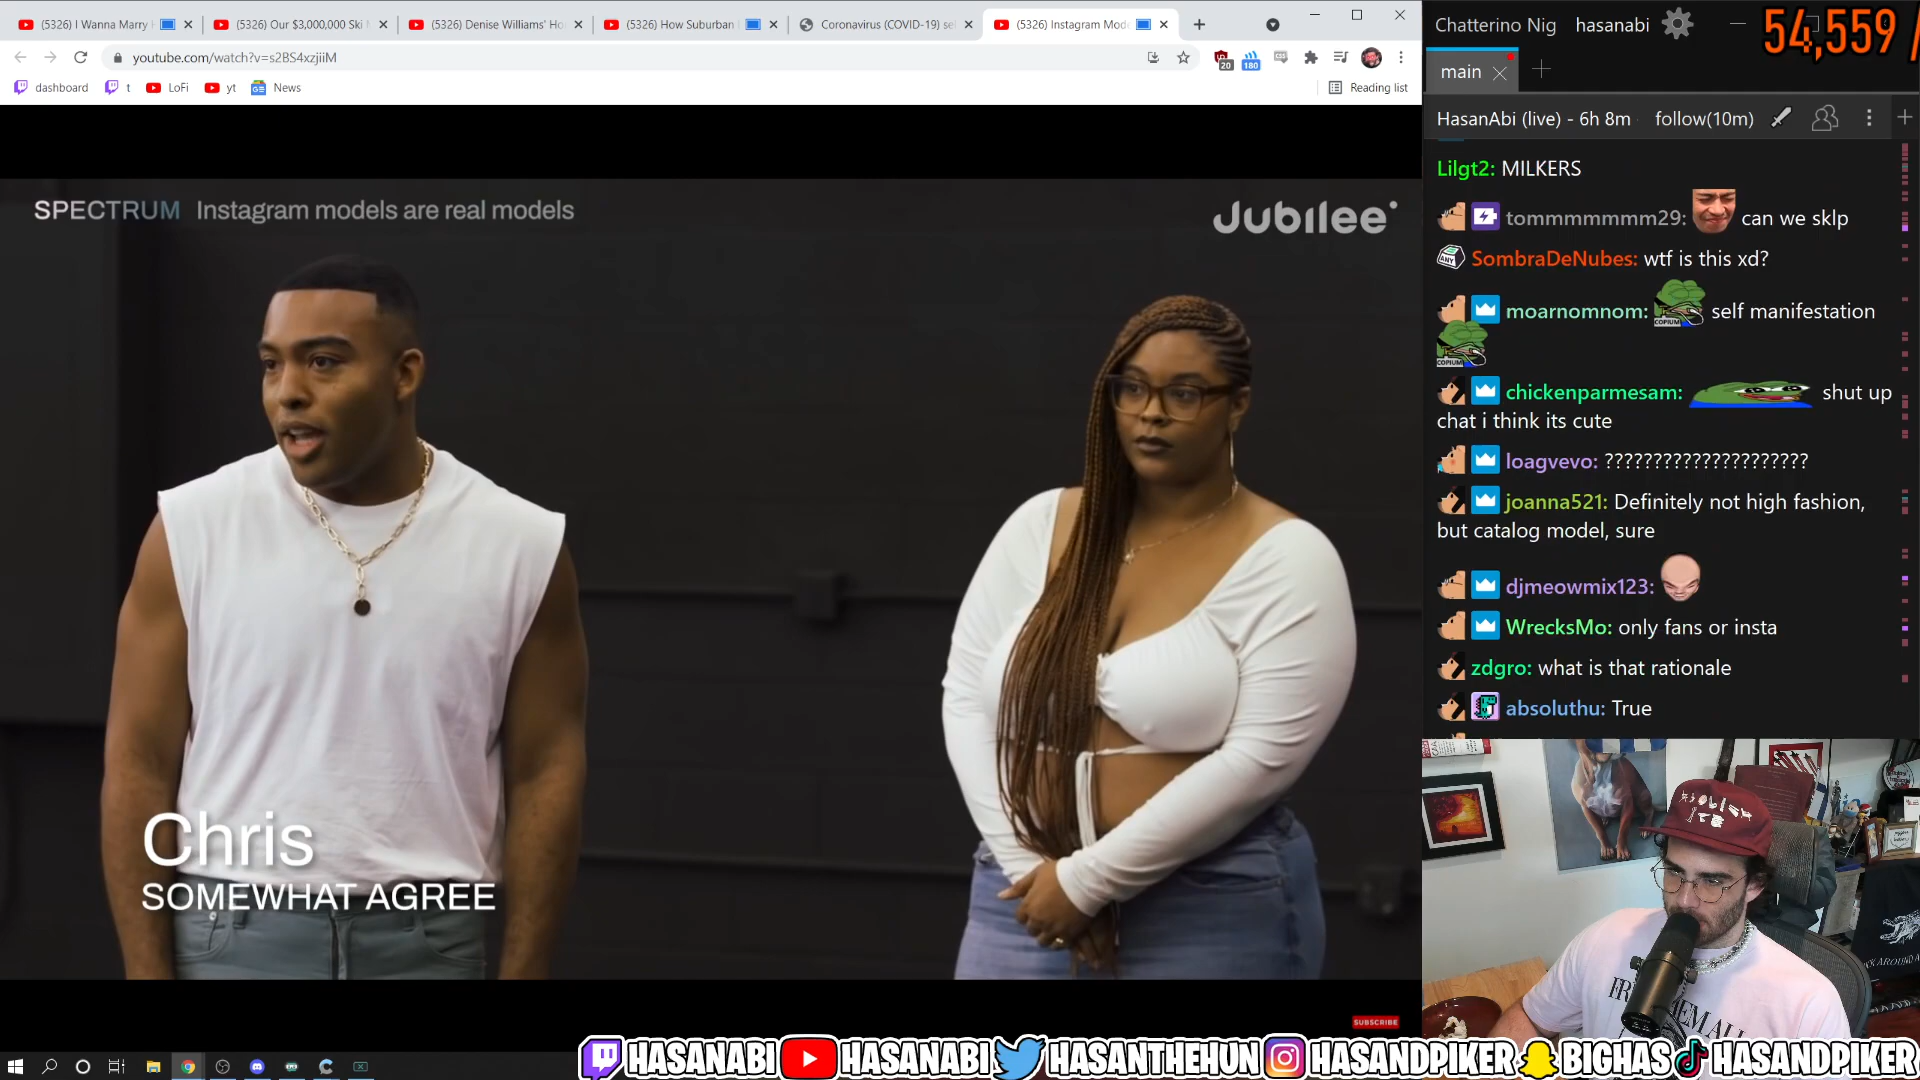 (5326) I Wanna Marry
(5326) Our $3,000,000 Ski
(5326) Denise Williams' Ho
(5326) How Suburban
Coronavirus (COVID-19) se
(5326) Instagram Mod
youtube.com/watch?v=s2BS4xzjiiM
20
180
dashboard
t
LoFi
yt
News
Reading list
SPECTRUM Instagram models are real models
Jubilee
Chris
SOMEWHAT AGREE
SUBSCRIBE
Chatterino Nig hasanabi
54,559 /
main
HasanAbi (live) - 6h 8m follow(10m)
Lilgt2: MILKERS
tommmmmmm29: can we sklp
SombraDeNubes: wtf is this xd?
moarnomnom: COPIUM self manifestation
COPIUM
chickenparmesam: shut up
chat i think its cute
loagvevo: ?????????????????????
joanna521: Definitely not high fashion,
but catalog model, sure
djmeowmix123:
WrecksMo: only fans or insta
zdgro: what is that rationale
absoluthu: True
HASANABI HASANABI HASANTHEHUN HASANDPIKER BIGHAS HASANDPIKER